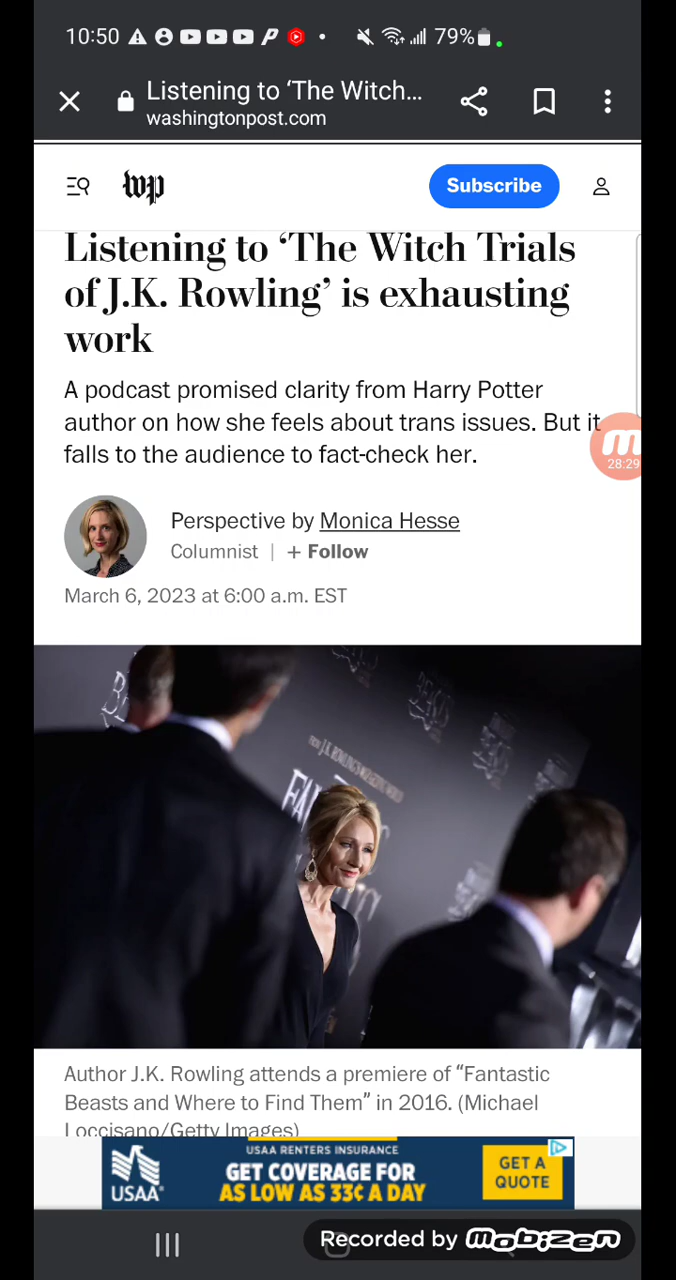 10:50
79%
Listening to ‘The Witch...
washingtonpost.com
wp
Subscribe
Listening to ‘The Witch Trials
of J.K. Rowling’ is exhausting
work
A podcast promised clarity from Harry Potter
author on how she feels about trans issues. But it
falls to the audience to fact-check her.
28:29
Perspective by Monica Hesse
Columnist | + Follow
March 6, 2023 at 6:00 a.m. EST
Author J.K. Rowling attends a premiere of “Fantastic
Beasts and Where to Find Them” in 2016. (Michael
Loccisano/Getty Images)
USAA RENTERS INSURANCE
GET COVERAGE FOR
AS LOW AS 33¢ A DAY
USAA
GET A
QUOTE
Recorded by mobizen